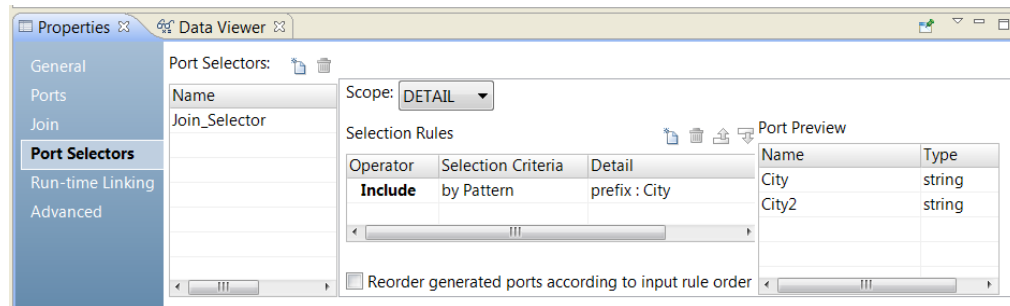 Properties
Data Viewer
General
Ports
Join
Port Selectors
Run-time Linking
Advanced
Port Selectors:
Name
Join_Selector
Scope: DETAIL
Selection Rules
Operator Selection Criteria Detail
Include by Pattern prefix : City
Reorder generated ports according to input rule order
Port Preview
Name Type
City string
City2 string